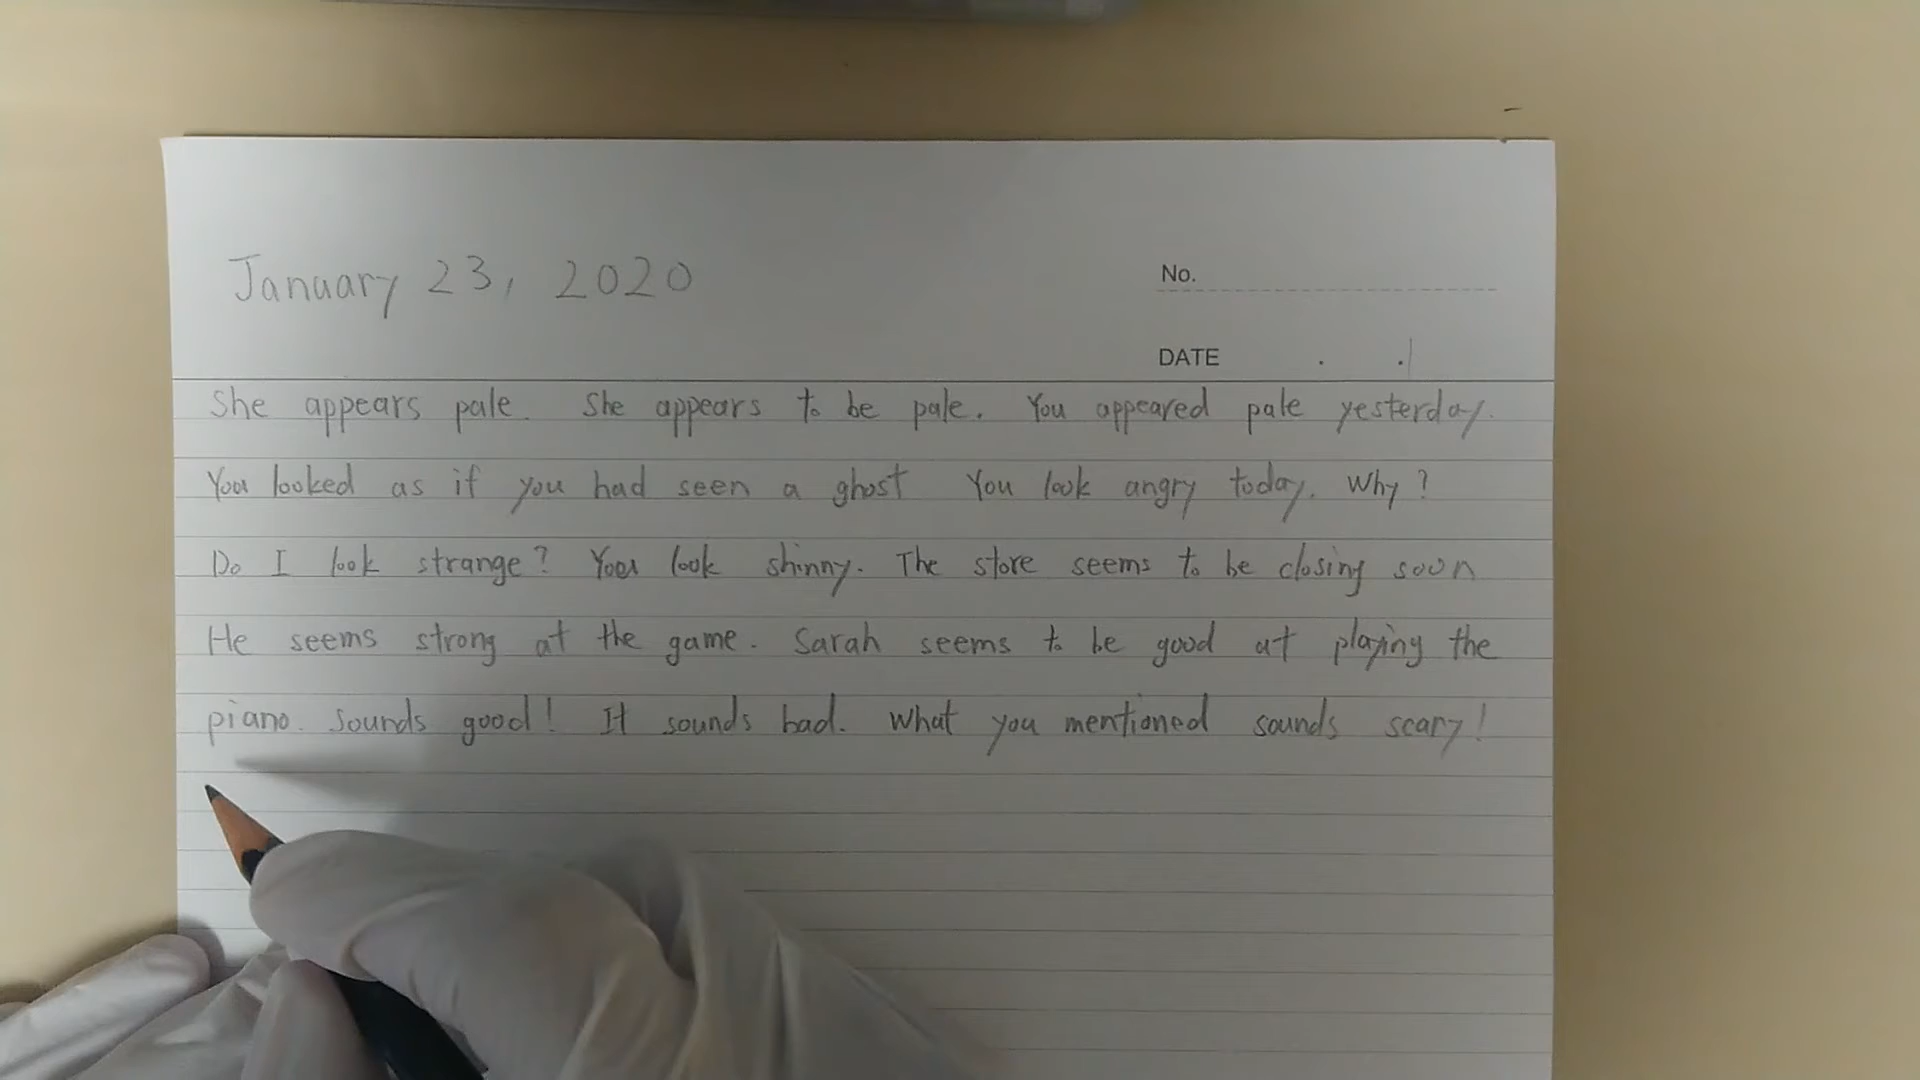 January 23, 2020
No.
DATE . .
She appears pale. She appears to be pale. You appeared pale yesterday.
You looked as if you had seen a ghost You look angry today. Why?
Do I look strange? You look shinny. The store seems to be closing soon
He seems strong at the game. Sarah seems to be good at playing the
piano. Sounds good! It sounds bad. What you mentioned sounds scary!